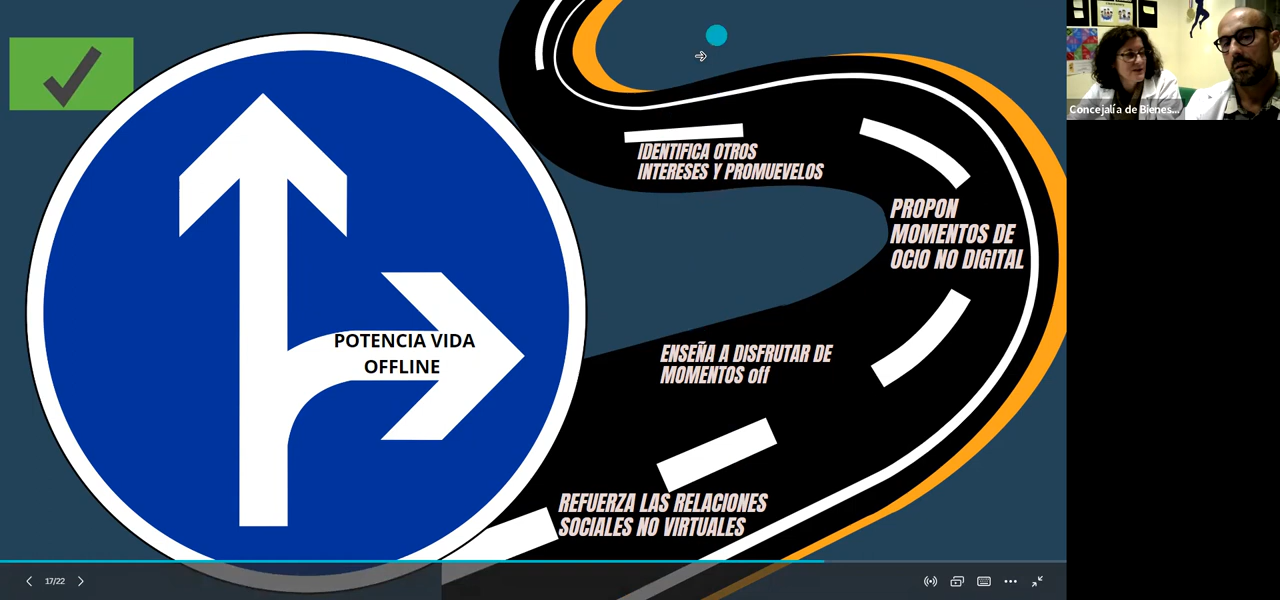 POTENCIA VIDA
OFFLINE
IDENTIFICA OTROS
INTERESES Y PROMUEVELOS
PROPON
MOMENTOS DE
OCIO NO DIGITAL
ENSEÑA A DISFRUTAR DE
MOMENTOS off
REFUERZA LAS RELACIONES
SOCIALES NO VIRTUALES
17/22
Concejalía de Bienes...